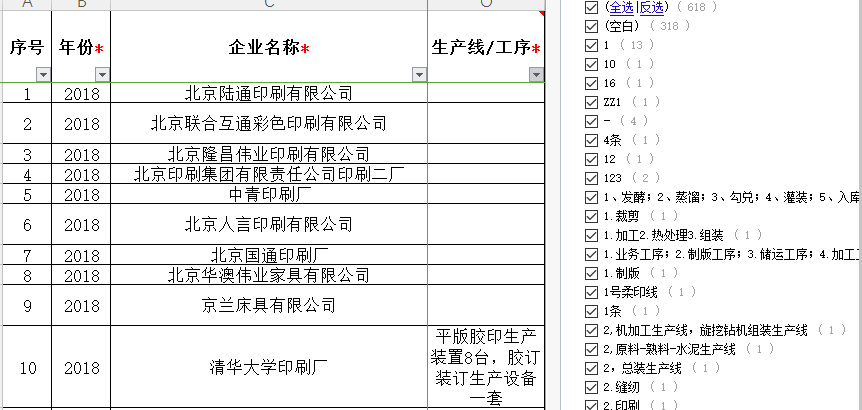 A B C O
序号 年份* 企业名称* 生产线/工序*
1 2018 北京陆通印刷有限公司
2 2018 北京联合互通彩色印刷有限公司
3 2018 北京隆昌伟业印刷有限公司
4 2018 北京印刷集团有限责任公司印刷二厂
5 2018 中青印刷厂
6 2018 北京人言印刷有限公司
7 2018 北京国通印刷厂
8 2018 北京华澳伟业家具有限公司
9 2018 京兰床具有限公司
10 2018 清华大学印刷厂
平版胶印生产
装置8台，胶订
装订生产设备
一套
(全选|反选) ( 618 )
(空白) ( 318 )
1 ( 13 )
10 ( 1 )
16 ( 1 )
ZZ1 ( 1 )
- ( 4 )
4条 ( 1 )
12 ( 1 )
123 ( 2 )
1、发酵；2、蒸馏；3、勾兑；4、灌装；5、入库
1.裁剪 ( 1 )
1.加工2.热处理3.组装 ( 1 )
1.业务工序；2.制版工序；3.储运工序；4.加工
1.制版 ( 1 )
1号柔印线 ( 1 )
1条 ( 1 )
2,机加工生产线，旋挖钻机组装生产线 ( 1 )
2,原料-熟料-水泥生产线 ( 1 )
2，总装生产线 ( 1 )
2.缝纫 ( 1 )
2.印刷 ( 1 )